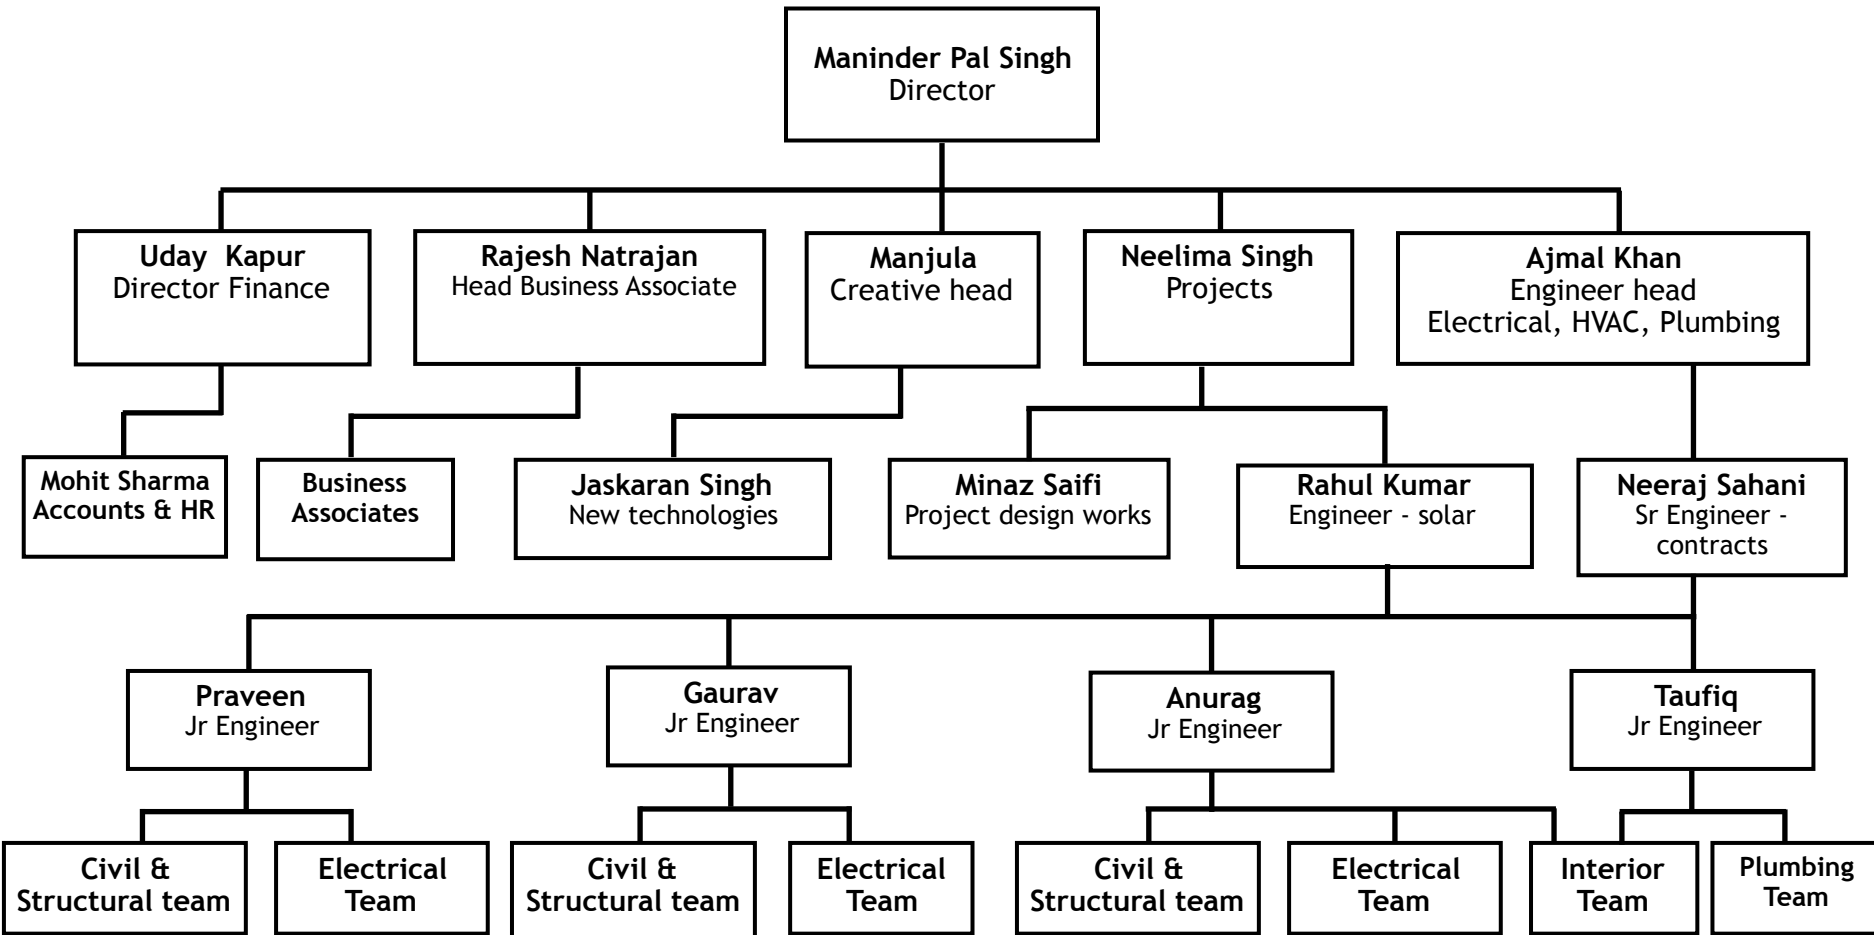 Maninder Pal Singh
Director
Uday Kapur
Director Finance
Rajesh Natrajan
Head Business Associate
Manjula
Creative head
Neelima Singh
Projects
Ajmal Khan
Engineer head
Electrical, HVAC, Plumbing
Mohit Sharma
Accounts & HR
Business
Associates
Jaskaran Singh
New technologies
Minaz Saifi
Project design works
Rahul Kumar
Engineer - solar
Neeraj Sahani
Sr Engineer -
contracts
Praveen
Jr Engineer
Gaurav
Jr Engineer
Anurag
Jr Engineer
Taufiq
Jr Engineer
Civil &
Structural team
Electrical
Team
Civil &
Structural team
Electrical
Team
Civil &
Structural team
Electrical
Team
Interior
Team
Plumbing
Team